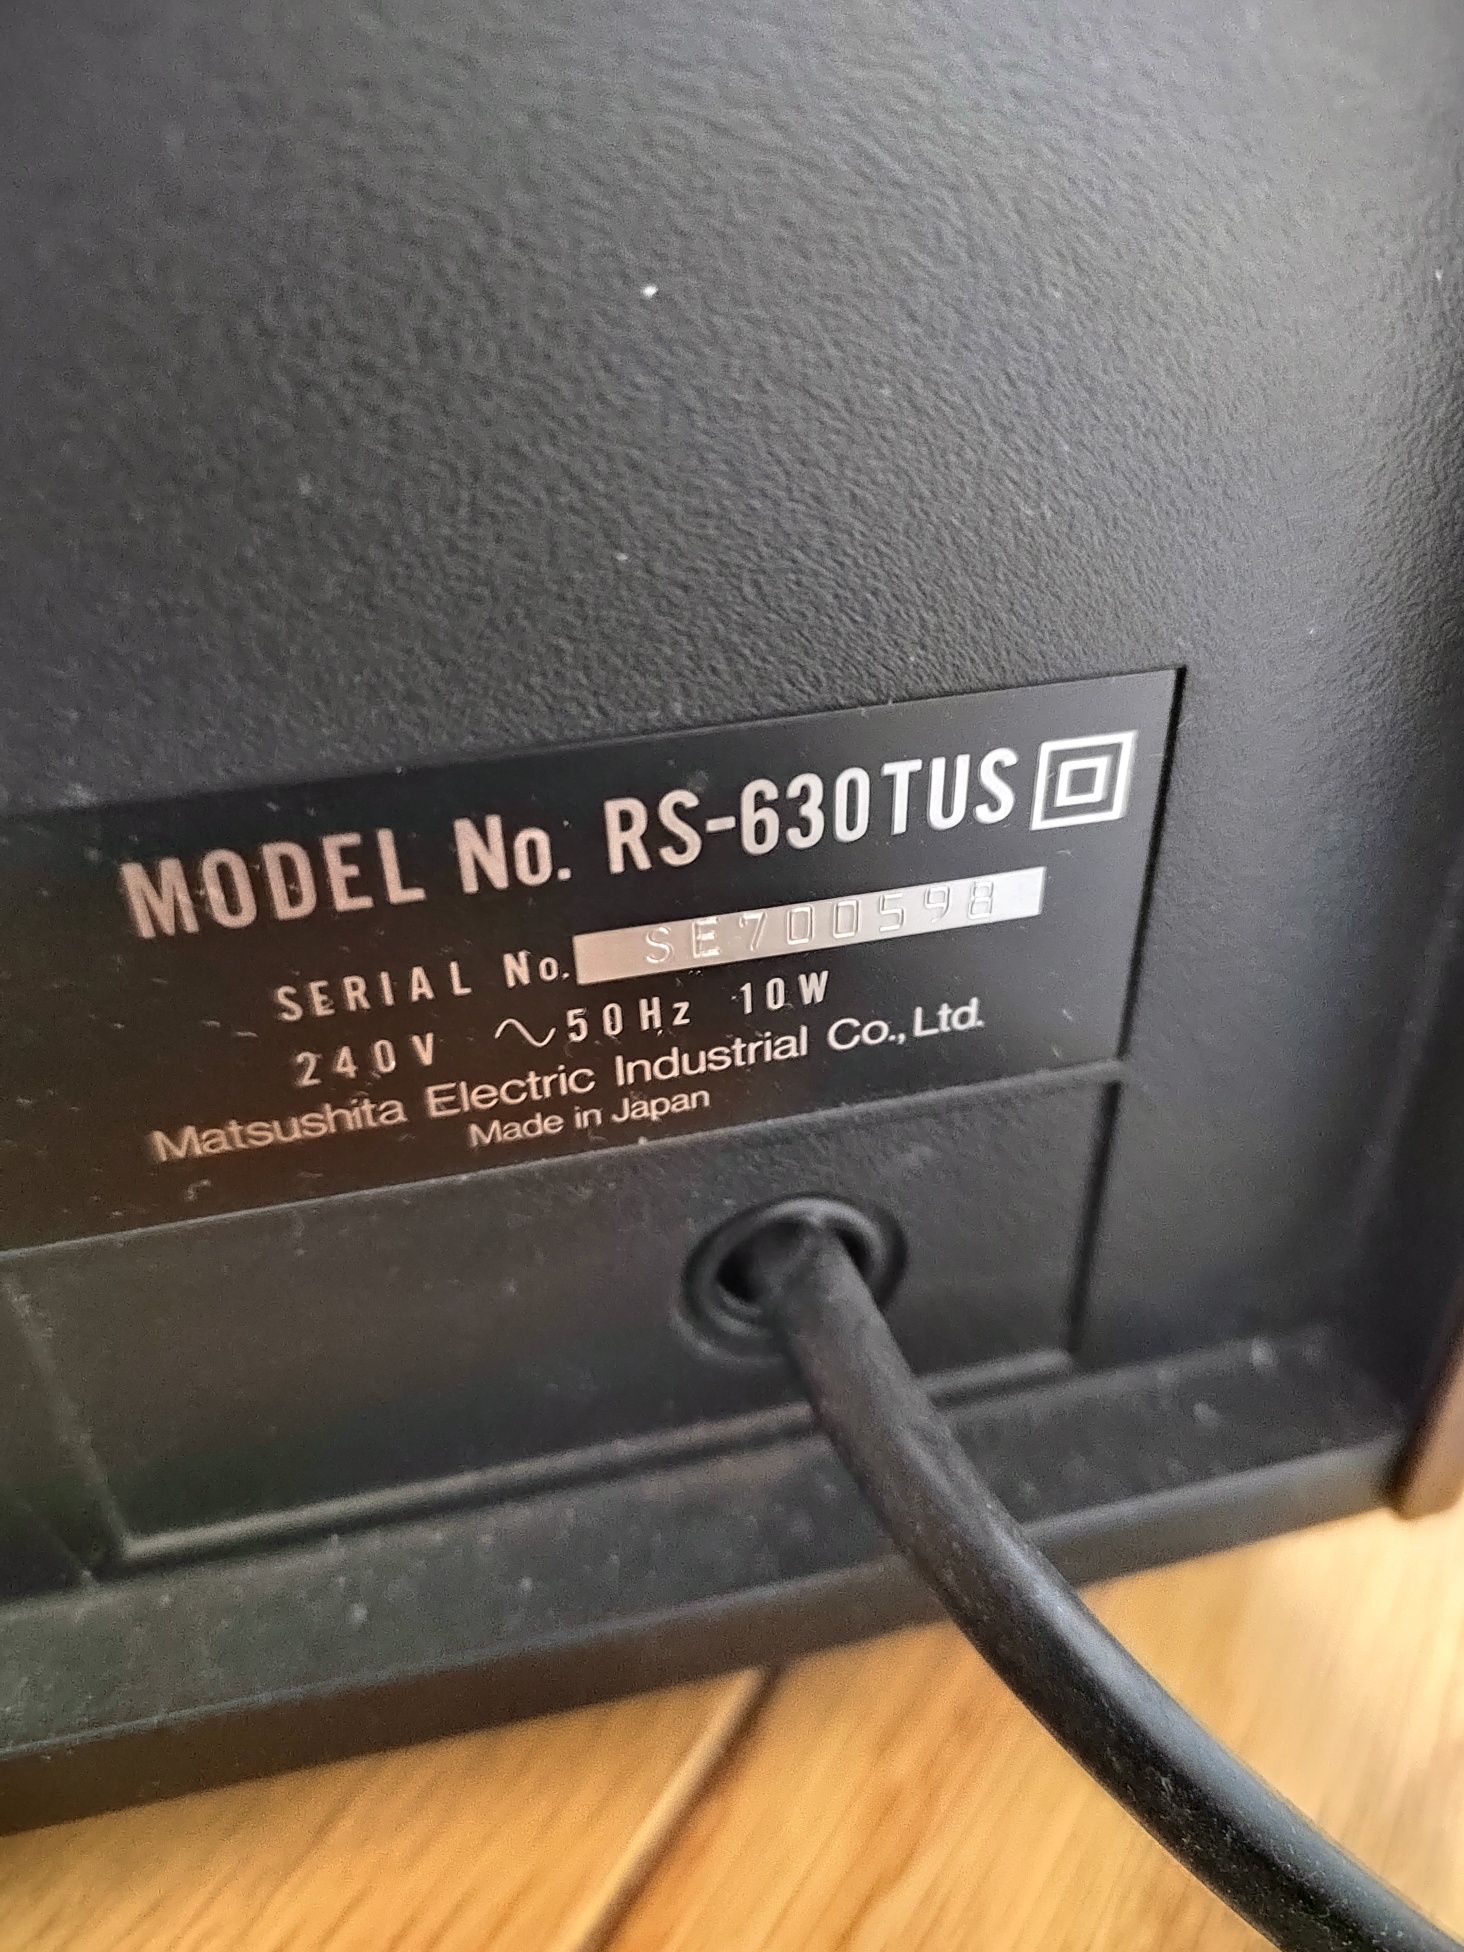 MODEL No. RS-630TUS
SERIAL No. SE700598
240V ~50Hz 10W
Matsushita Electric Industrial Co., Ltd.
Made in Japan